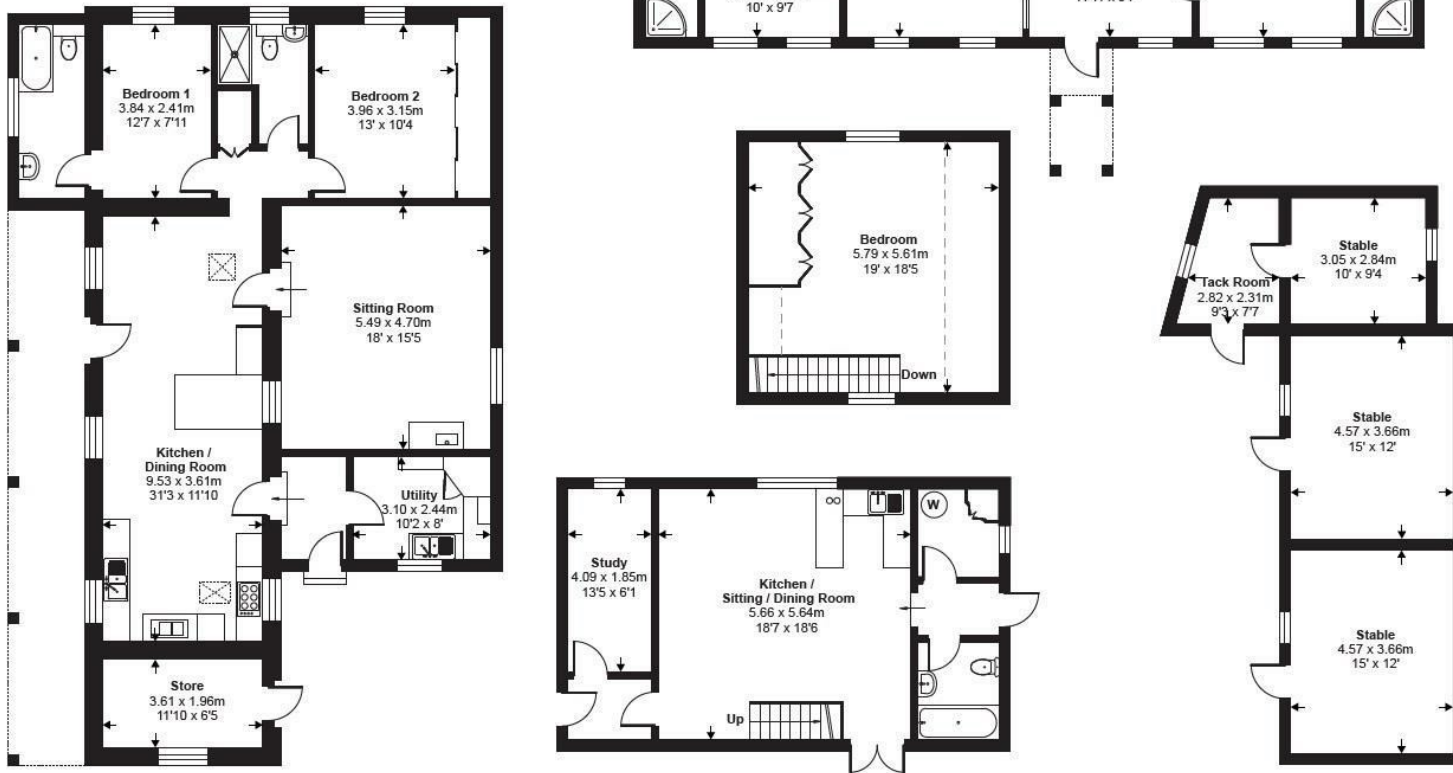 10' x 9'7
Bedroom 1
3.84 x 2.41m
12'7 x 7'11
Bedroom 2
3.96 x 3.15m
13' x 10'4
Sitting Room
5.49 x 4.70m
18' x 15'5
Kitchen /
Dining Room
9.53 x 3.61m
31'3 x 11'10
Utility
3.10 x 2.44m
10'2 x 8'
Store
3.61 x 1.96m
11'10 x 6'5
Bedroom
5.79 x 5.61m
19' x 18'5
Down
Study
4.09 x 1.85m
13'5 x 6'1
Kitchen /
Sitting / Dining Room
5.66 x 5.64m
18'7 x 18'6
W
Up
Tack Room
2.82 x 2.31m
9'3 x 7'7
Stable
3.05 x 2.84m
10' x 9'4
Stable
4.57 x 3.66m
15' x 12'
Stable
4.57 x 3.66m
15' x 12'